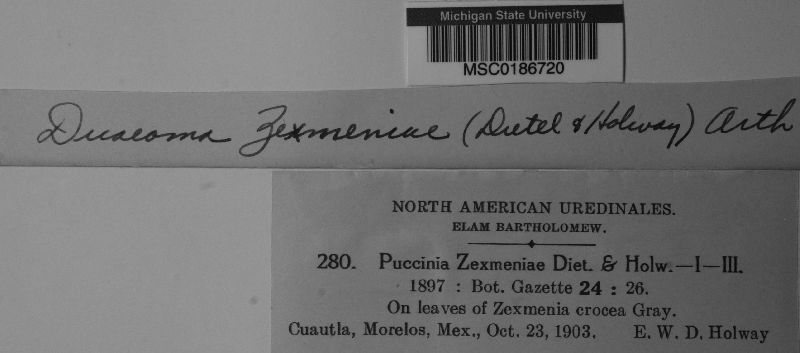 Michigan State University
MSC0186720
Dicaeoma Zexmeniae (Dietel & Holway) Arth
NORTH AMERICAN UREDINALES.
ELAM BARTHOLOMEW.
280. Puccinia Zexmeniae Diet. & Holw.—I—III.
1897 : Bot. Gazette 24 : 26.
On leaves of Zexmenia crocea Gray.
Cuautla, Morelos, Mex., Oct. 23, 1903. E. W. D. Holway